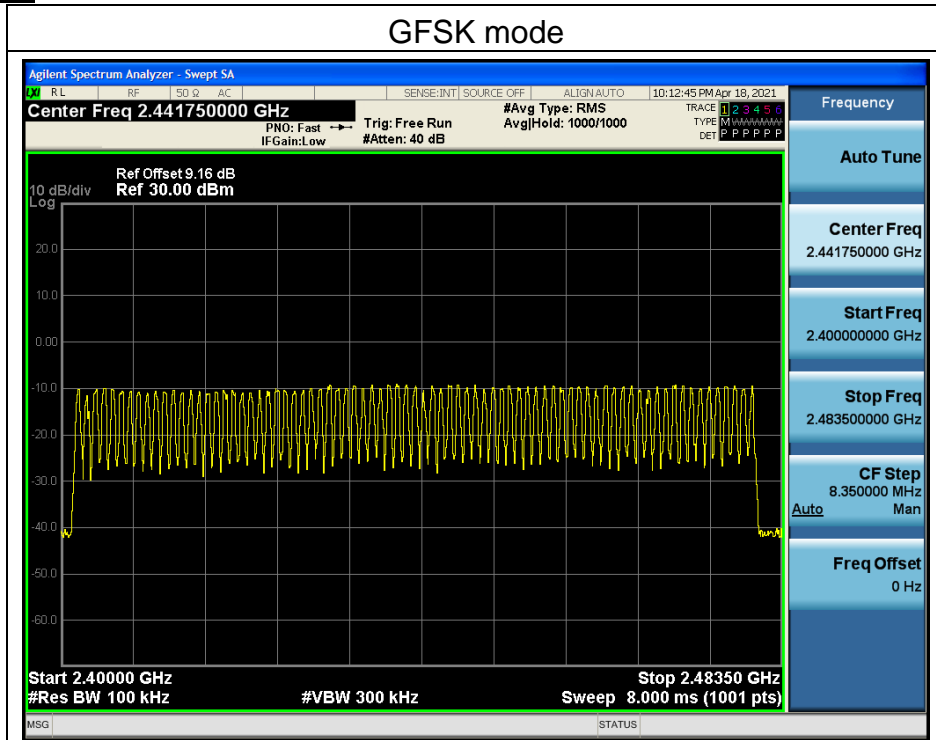 GFSK mode
Agilent Spectrum Analyzer - Swept SA
LXI RL RF 50 Ω AC SENSE:INT SOURCE OFF ALIGN AUTO 10:12:45 PM Apr 18, 2021
Center Freq 2.441750000 GHz
#Avg Type: RMS
TRACE 1 2 3 4 5 6
PNO: Fast
Trig: Free Run
Avg|Hold: 1000/1000
TYPE MWWWWW
IFGain:Low
#Atten: 40 dB
DET P P P P P P
Ref Offset 9.16 dB
10 dB/div Ref 30.00 dBm
Log
20.0
10.0
0.00
-10.0
-20.0
-30.0
-40.0
-50.0
-60.0
Start 2.40000 GHz
Stop 2.48350 GHz
#Res BW 100 kHz
#VBW 300 kHz
Sweep 8.000 ms (1001 pts)
MSG
STATUS
Frequency
Auto Tune
Center Freq
2.441750000 GHz
Start Freq
2.400000000 GHz
Stop Freq
2.483500000 GHz
CF Step
8.350000 MHz
Auto Man
Freq Offset
0 Hz